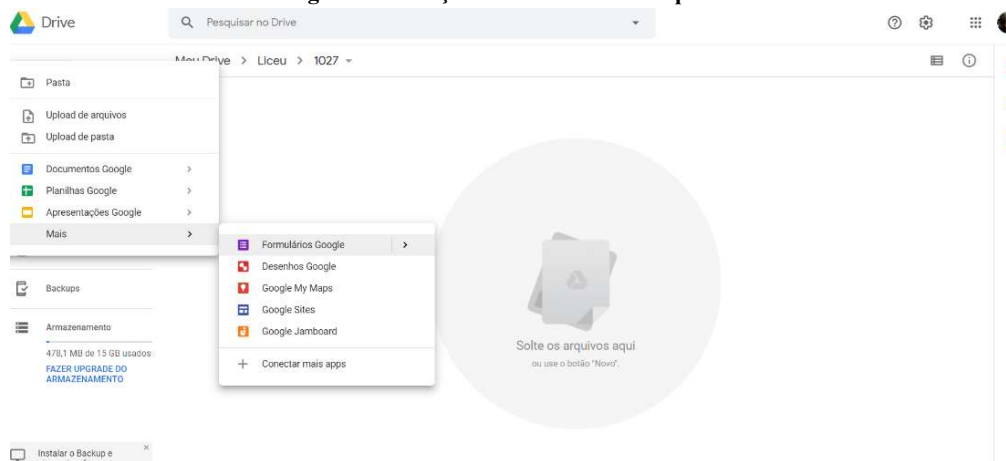 Drive
Pesquisar no Drive
Meu Drive > Liceu > 1027
Pasta
Upload de arquivos
Upload de pasta
Documentos Google
Planilhas Google
Apresentações Google
Mais
Formulários Google
Desenhos Google
Google My Maps
Google Sites
Google Jamboard
Conectar mais apps
Backups
Armazenamento
478,1 MB de 15 GB usados
FAZER UPGRADE DO
ARMAZENAMENTO
Solte os arquivos aqui
ou use o botão "Novo".
Instalar o Backup e